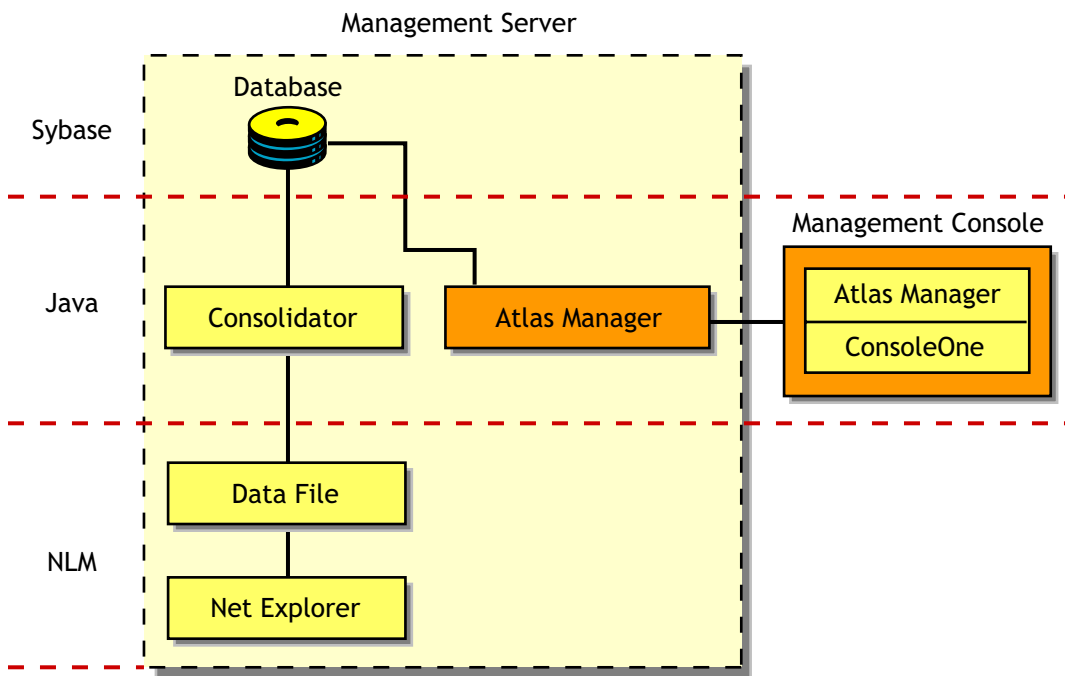 Management Server
Database
Sybase
Management Console
Java
Consolidator
Atlas Manager
Atlas Manager
ConsoleOne
Data File
NLM
Net Explorer